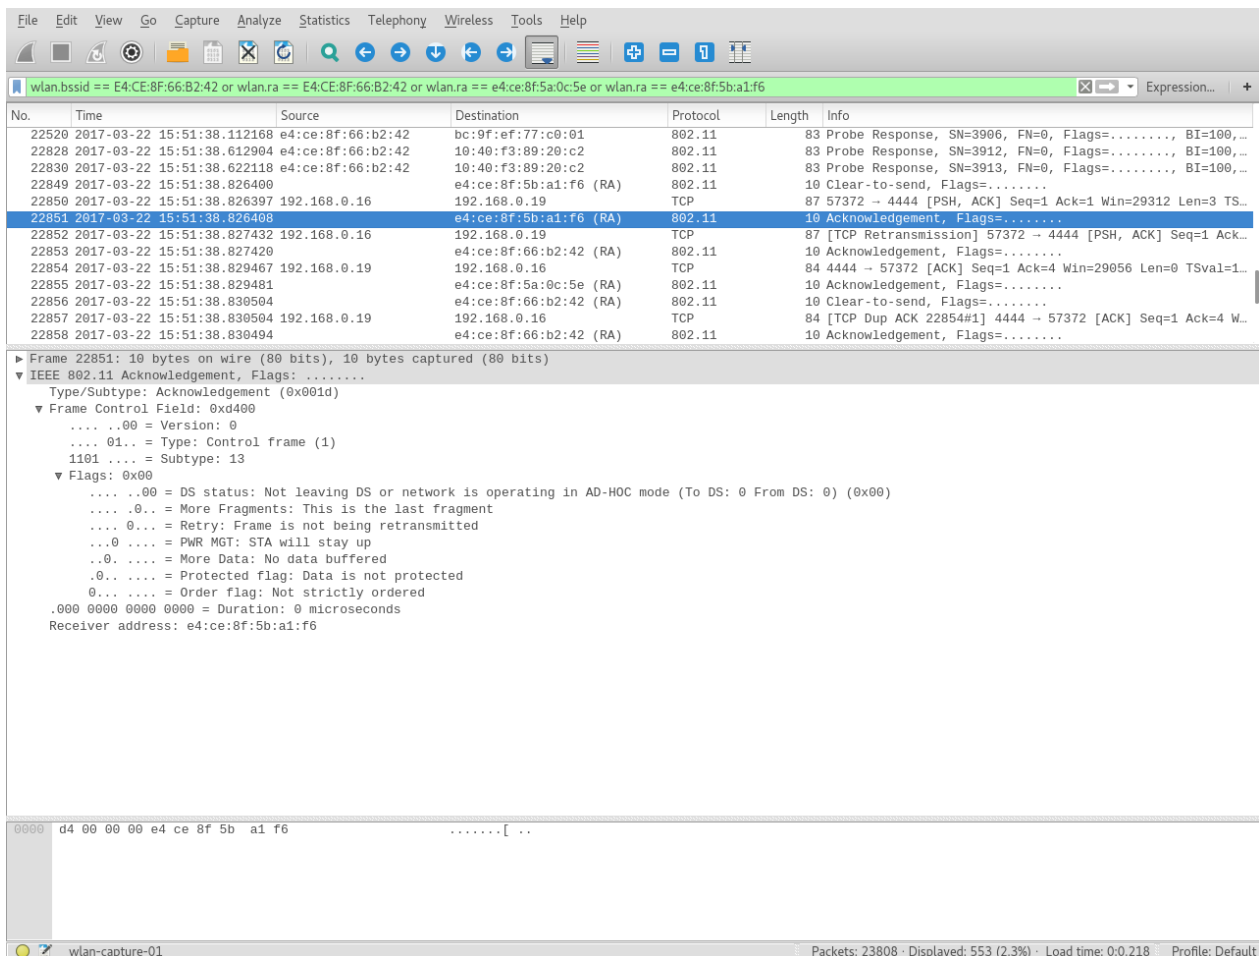 File Edit View Go Capture Analyze Statistics Telephony Wireless Tools Help
wlan.bssid == E4:CE:8F:66:B2:42 or wlan.ra == E4:CE:8F:66:B2:42 or wlan.ra == e4:ce:8f:5a:0c:5e or wlan.ra == e4:ce:8f:5b:a1:f6 Expression... +
No. Time Source Destination Protocol Length Info
22520 2017-03-22 15:51:38.112168 e4:ce:8f:66:b2:42 bc:9f:ef:77:c0:01 802.11 83 Probe Response, SN=3906, FN=0, Flags=........, BI=100,…
22828 2017-03-22 15:51:38.612904 e4:ce:8f:66:b2:42 10:40:f3:89:20:c2 802.11 83 Probe Response, SN=3912, FN=0, Flags=........, BI=100,…
22830 2017-03-22 15:51:38.622118 e4:ce:8f:66:b2:42 10:40:f3:89:20:c2 802.11 83 Probe Response, SN=3913, FN=0, Flags=........, BI=100,…
22849 2017-03-22 15:51:38.826400 e4:ce:8f:5b:a1:f6 (RA) 802.11 10 Clear-to-send, Flags=........
22850 2017-03-22 15:51:38.826397 192.168.0.16 192.168.0.19 TCP 87 57372 → 4444 [PSH, ACK] Seq=1 Ack=1 Win=29312 Len=3 TS…
22851 2017-03-22 15:51:38.826408 e4:ce:8f:5b:a1:f6 (RA) 802.11 10 Acknowledgement, Flags=........
22852 2017-03-22 15:51:38.827432 192.168.0.16 192.168.0.19 TCP 87 [TCP Retransmission] 57372 → 4444 [PSH, ACK] Seq=1 Ack…
22853 2017-03-22 15:51:38.827420 e4:ce:8f:66:b2:42 (RA) 802.11 10 Acknowledgement, Flags=........
22854 2017-03-22 15:51:38.829467 192.168.0.19 192.168.0.16 TCP 84 4444 → 57372 [ACK] Seq=1 Ack=4 Win=29056 Len=0 TSval=1…
22855 2017-03-22 15:51:38.829481 e4:ce:8f:5a:0c:5e (RA) 802.11 10 Acknowledgement, Flags=........
22856 2017-03-22 15:51:38.830504 e4:ce:8f:66:b2:42 (RA) 802.11 10 Clear-to-send, Flags=........
22857 2017-03-22 15:51:38.830504 192.168.0.19 192.168.0.16 TCP 84 [TCP Dup ACK 22854#1] 4444 → 57372 [ACK] Seq=1 Ack=4 W…
22858 2017-03-22 15:51:38.830494 e4:ce:8f:66:b2:42 (RA) 802.11 10 Acknowledgement, Flags=........
Frame 22851: 10 bytes on wire (80 bits), 10 bytes captured (80 bits)
IEEE 802.11 Acknowledgement, Flags: ........
Type/Subtype: Acknowledgement (0x001d)
Frame Control Field: 0xd400
.... ..00 = Version: 0
.... 01.. = Type: Control frame (1)
1101 .... = Subtype: 13
Flags: 0x00
.... ..00 = DS status: Not leaving DS or network is operating in AD-HOC mode (To DS: 0 From DS: 0) (0x00)
.... .0.. = More Fragments: This is the last fragment
.... 0... = Retry: Frame is not being retransmitted
...0 .... = PWR MGT: STA will stay up
..0. .... = More Data: No data buffered
.0.. .... = Protected flag: Data is not protected
0... .... = Order flag: Not strictly ordered
.000 0000 0000 0000 = Duration: 0 microseconds
Receiver address: e4:ce:8f:5b:a1:f6
0000 d4 00 00 00 e4 ce 8f 5b a1 f6 .......[ ..
wlan-capture-01 Packets: 23808 · Displayed: 553 (2.3%) · Load time: 0:0.218 Profile: Default